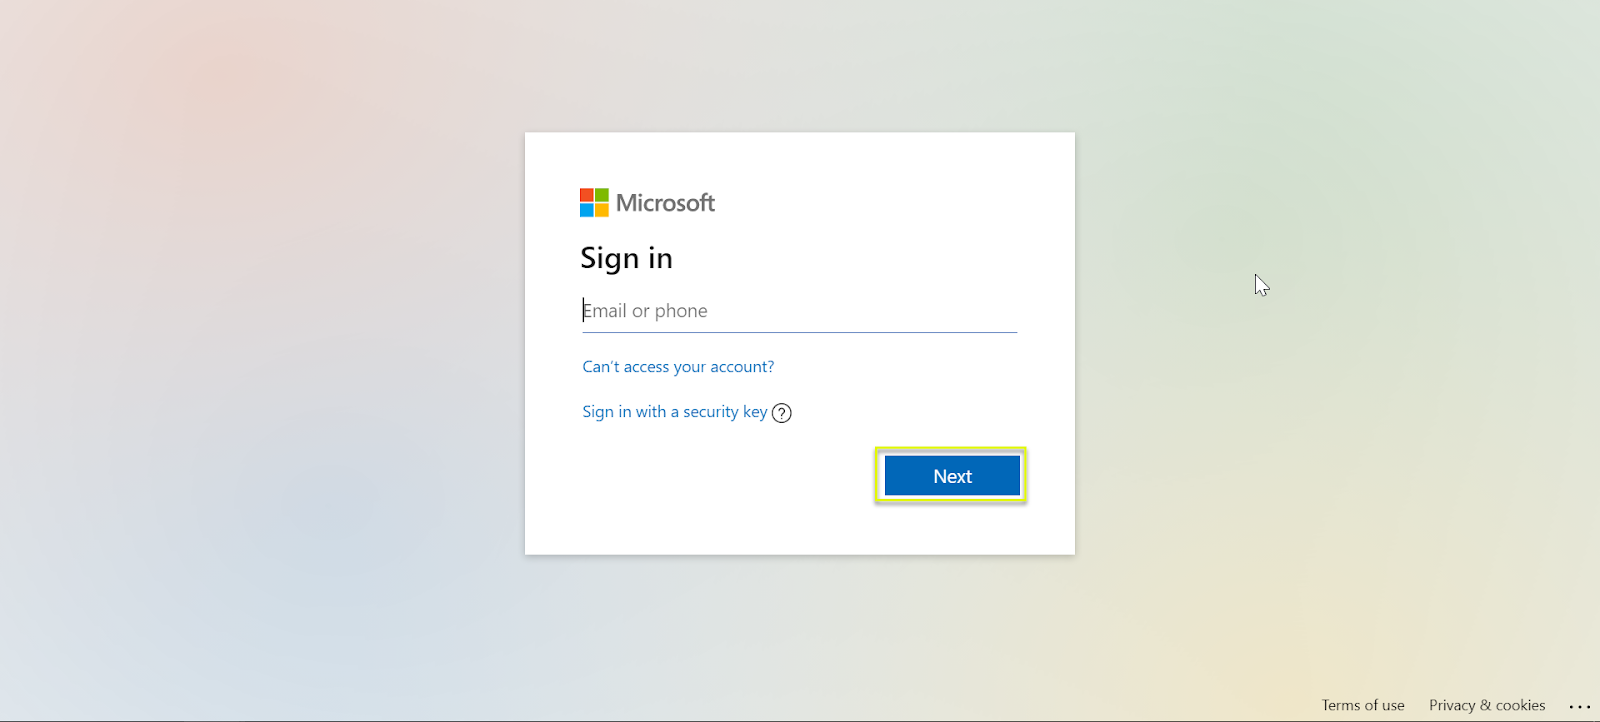 Microsoft
Sign in
Email or phone
Can't access your account?
Sign in with a security key ?
Next
Terms of use Privacy & cookies ...